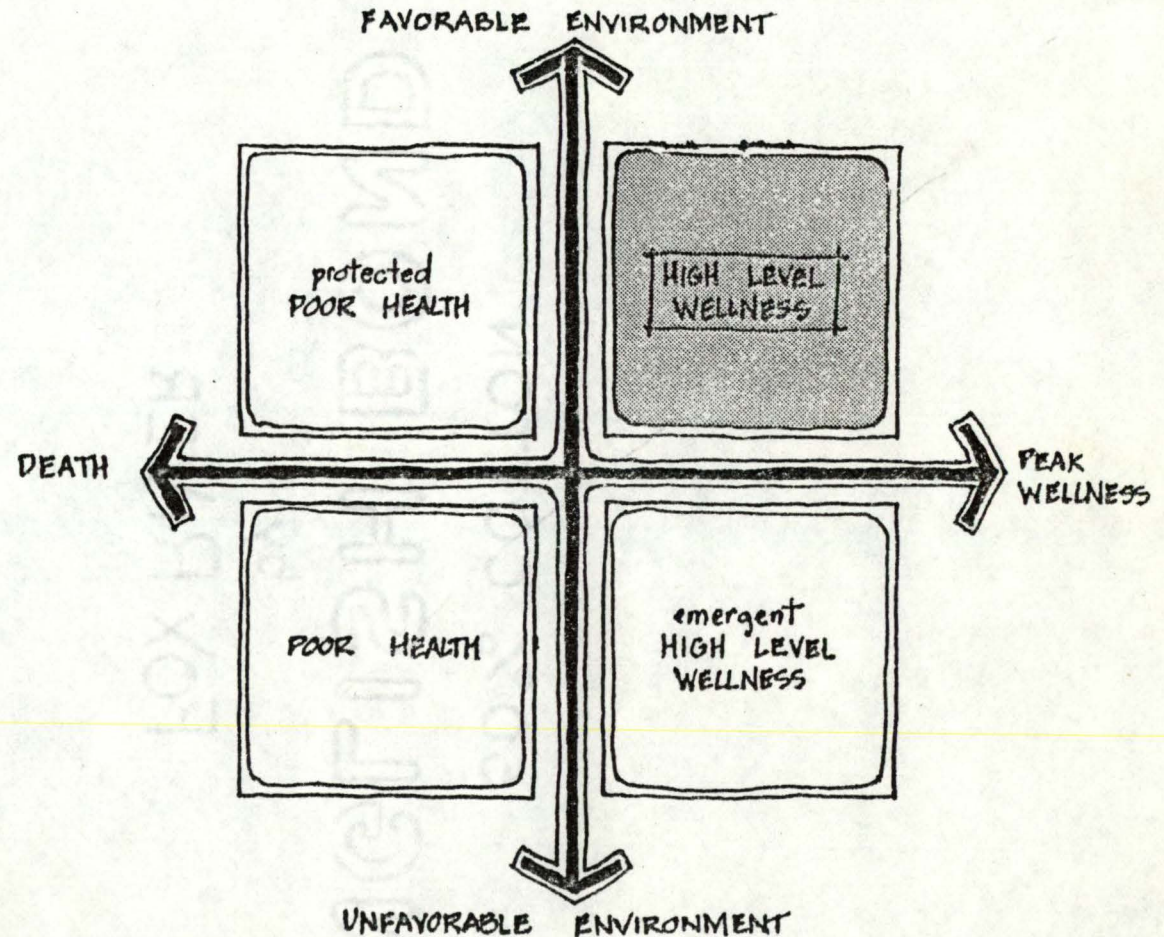 FAVORABLE ENVIRONMENT
protected
POOR HEALTH
HIGH LEVEL
WELLNESS
DEATH
PEAK
WELLNESS
POOR HEALTH
emergent
HIGH LEVEL
WELLNESS
UNFAVORABLE ENVIRONMENT